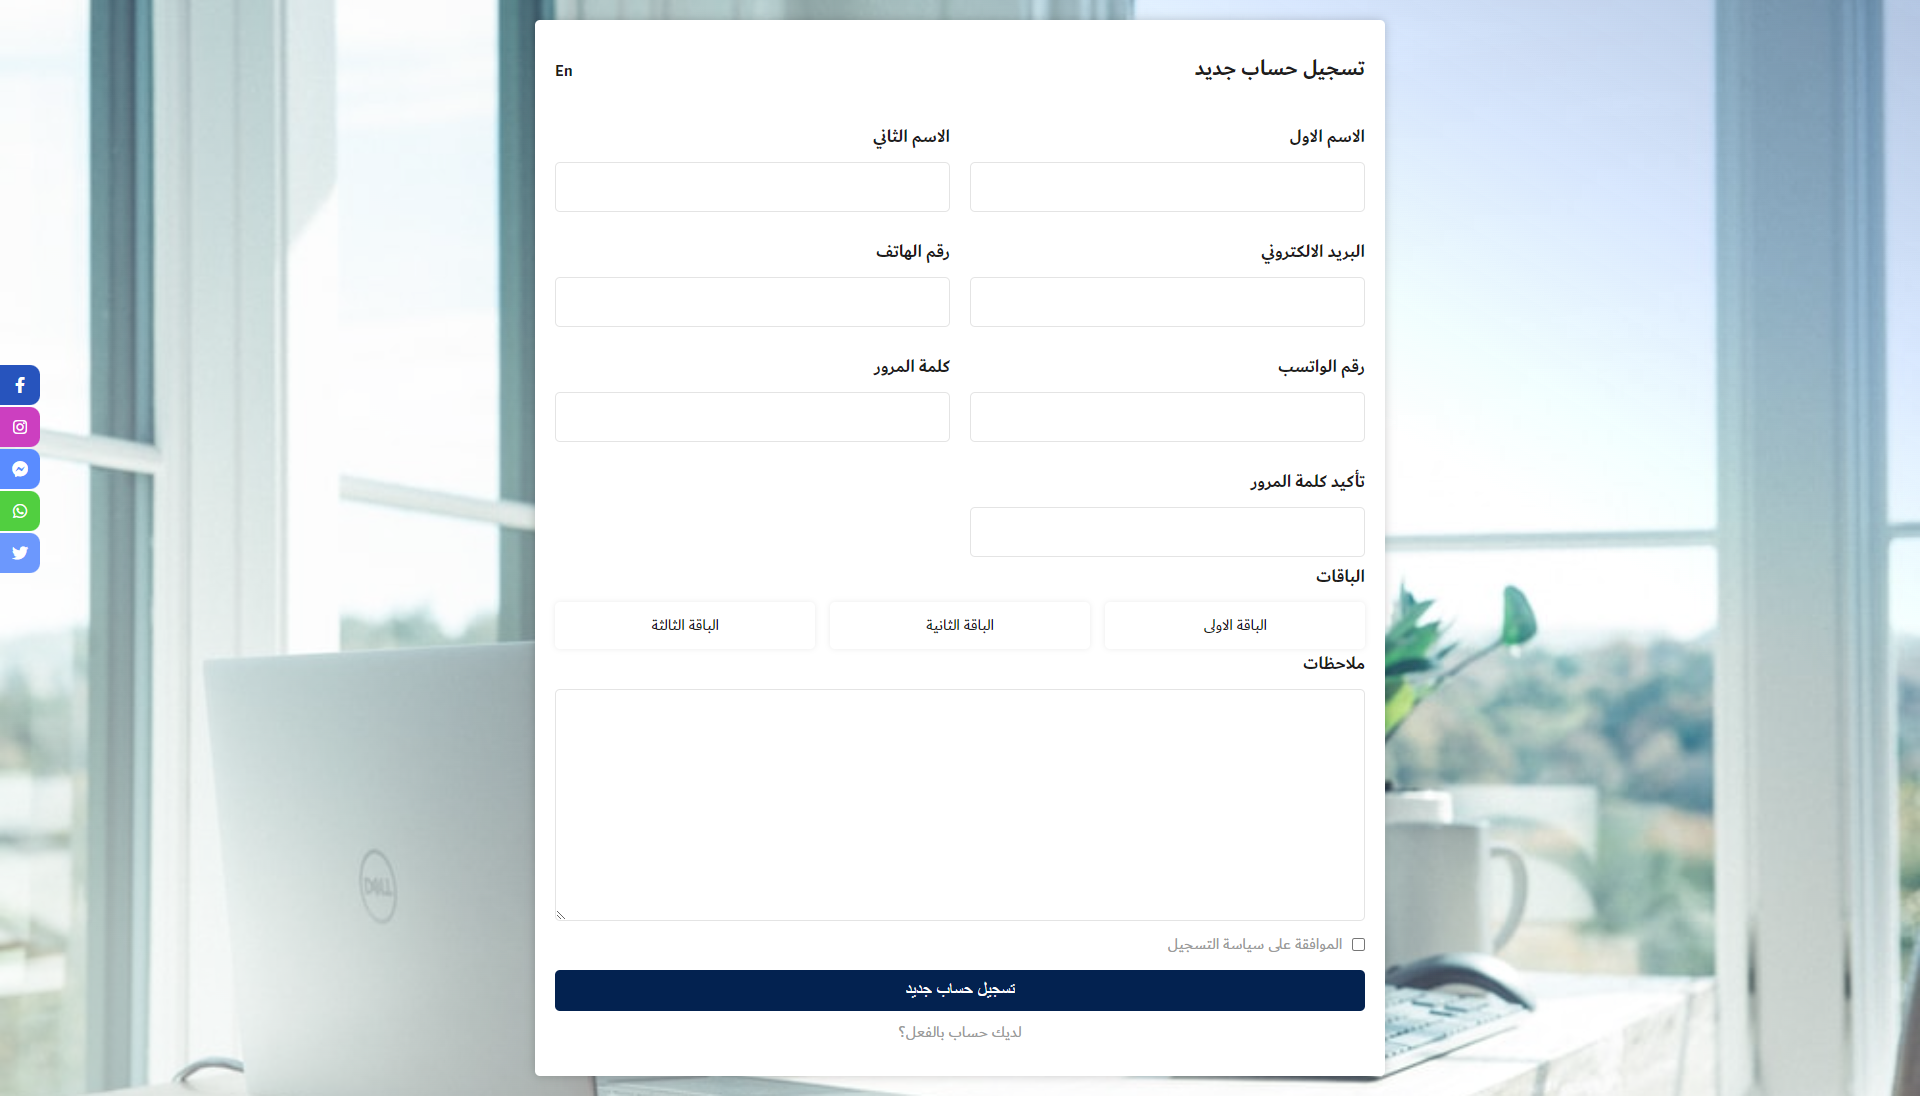 تسجيل حساب جديد
En
الاسم الاول
الاسم الثاني
البريد الالكتروني
رقم الهاتف
رقم الواتسب
كلمة المرور
تأكيد كلمة المرور
الباقات
الباقة الاولى
الباقة الثانية
الباقة الثالثة
ملاحظات
الموافقة على سياسة التسجيل
تسجيل حساب جديد
لديك حساب بالفعل؟
DELL